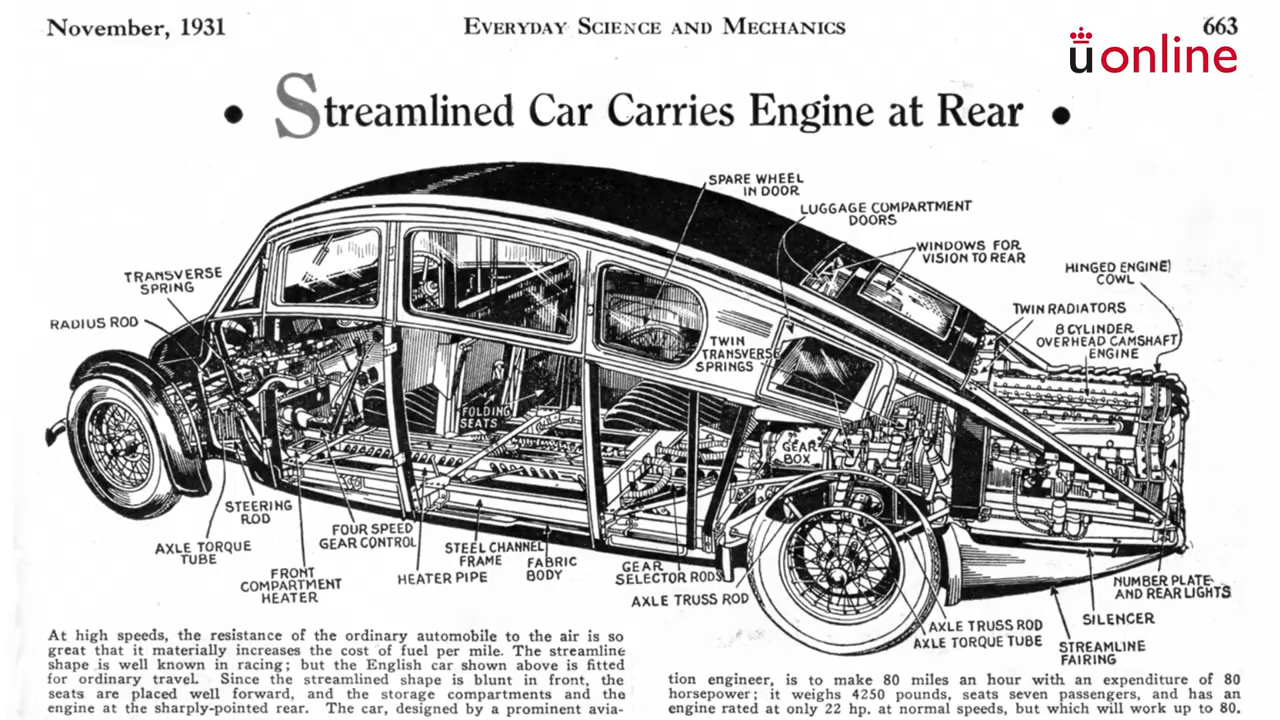 November, 1931
EVERYDAY SCIENCE AND MECHANICS
663
üonline
• Streamlined Car Carries Engine at Rear •
SPARE WHEEL
IN DOOR
LUGGAGE COMPARTMENT
DOORS
WINDOWS FOR
VISION TO REAR
HINGED ENGINE
COWL
TRANSVERSE
SPRING
RADIUS ROD
TWIN RADIATORS
8 CYLINDER
OVERHEAD CAMSHAFT
ENGINE
TWIN
TRANSVERSE
SPRINGS
FOLDING
SEATS
GEAR
BOX
STEERING
ROD
AXLE TORQUE
TUBE
FRONT
COMPARTMENT
HEATER
FOUR SPEED
GEAR CONTROL
HEATER PIPE
STEEL CHANNEL
FRAME
FABRIC
BODY
GEAR
SELECTOR RODS
AXLE TRUSS ROD
NUMBER PLATE
AND REAR LIGHTS
SILENCER
AXLE TRUSS ROD
AXLE TORQUE TUBE
STREAMLINE
FAIRING
At high speeds, the resistance of the ordinary automobile to the air is so
great that it materially increases the cost of fuel per mile. The streamline
shape is well known in racing; but the English car shown above is fitted
for ordinary travel. Since the streamlined shape is blunt in front, the
seats are placed well forward, and the storage compartments and the
engine at the sharply-pointed rear. The car, designed by a prominent avia-
tion engineer, is to make 80 miles an hour with an expenditure of 80
horsepower; it weighs 4250 pounds, seats seven passengers, and has an
engine rated at only 22 hp. at normal speeds, but which will work up to 80.